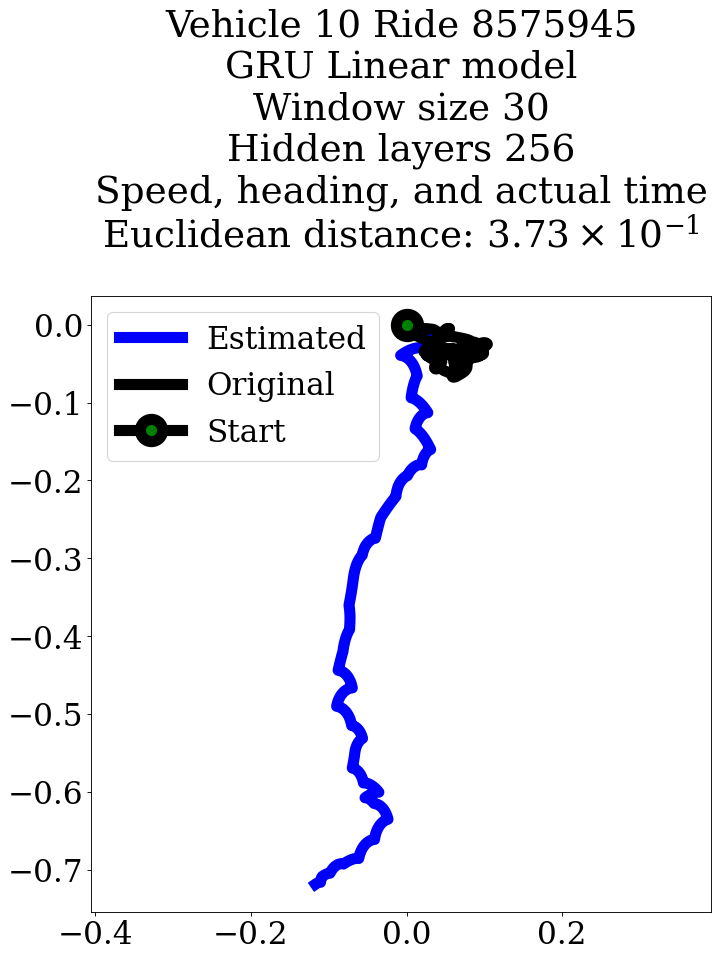 Vehicle 10 Ride 8575945
GRU Linear model
Window size 30
Hidden layers 256
Speed, heading, and actual time
Euclidean distance: 3.73 × 10⁻¹
Estimated
Original
Start
0.0
−0.1
−0.2
−0.3
−0.4
−0.5
−0.6
−0.7
−0.4 −0.2 0.0 0.2